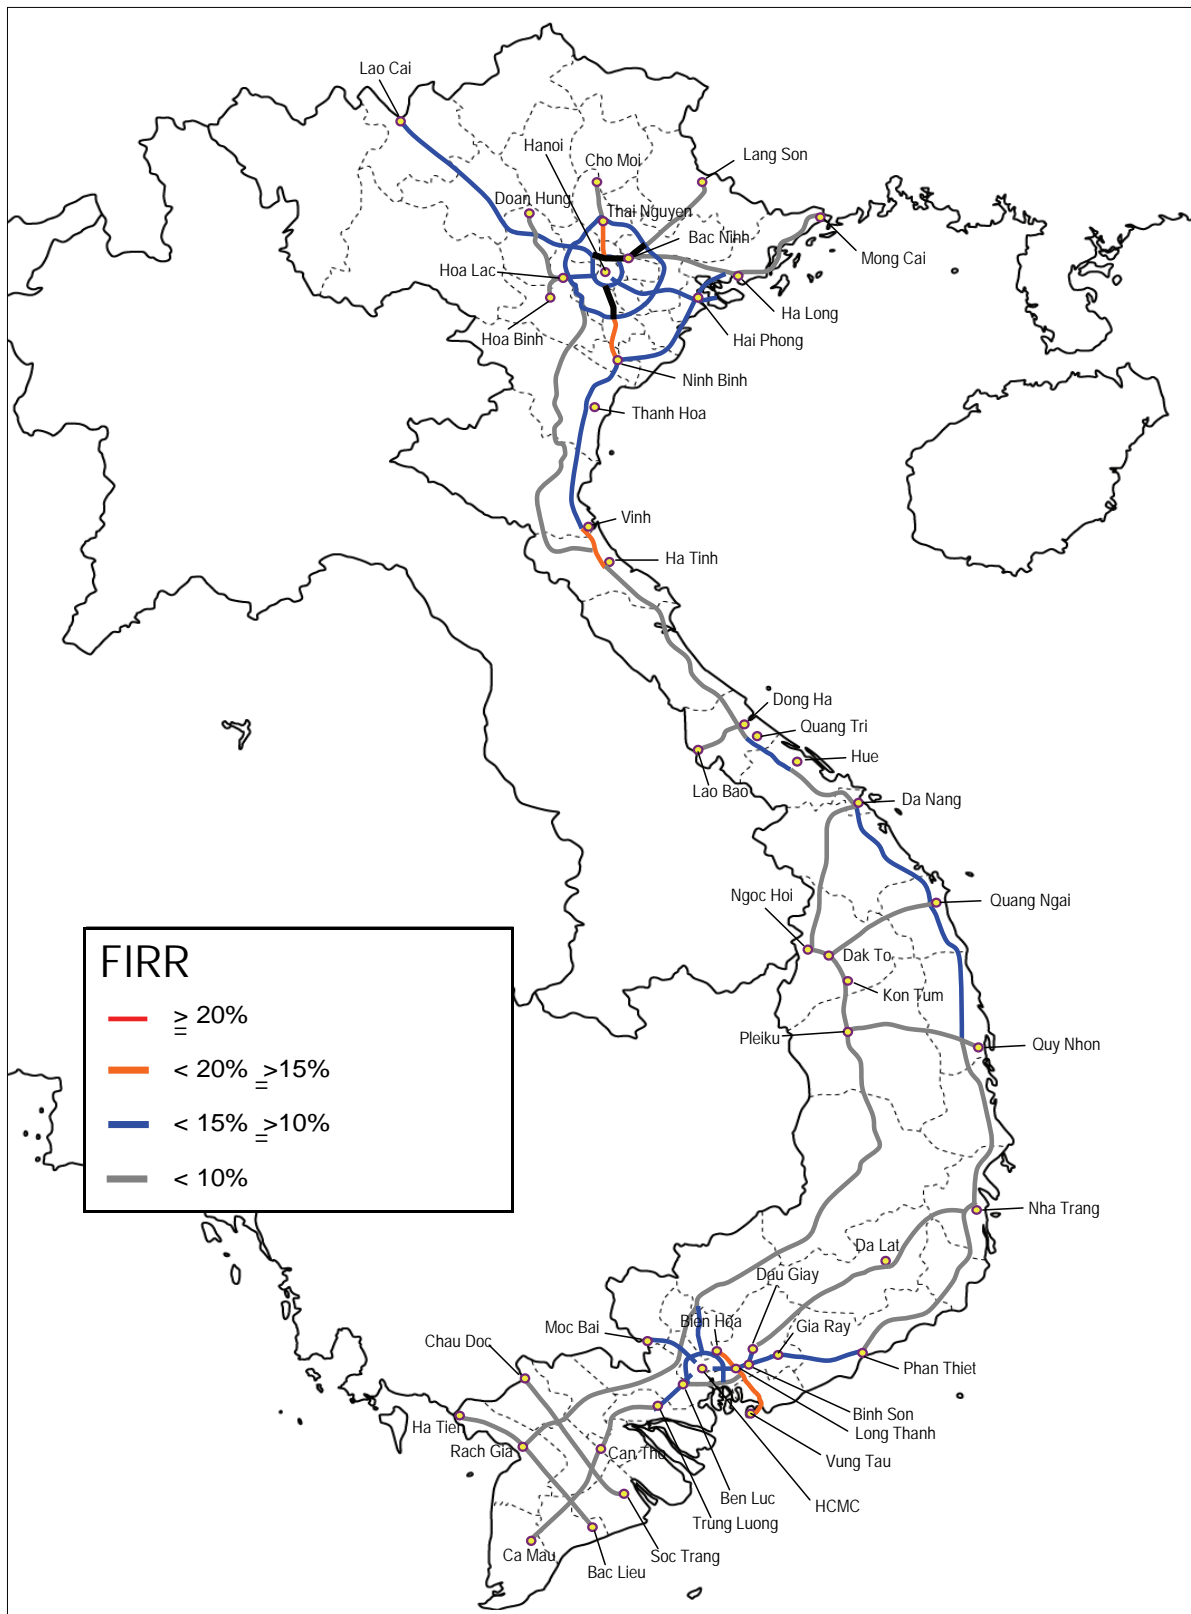 Lao Cai
Hanoi
Cho Moi
Lang Son
Doan Hung
Thai Nguyen
Bac Ninh
Mong Cai
Hoa Lac
Ha Long
Hoa Binh
Hai Phong
Ninh Binh
Thanh Hoa
Vinh
Ha Tinh
Dong Ha
Quang Tri
Hue
Lao Bao
Da Nang
Ngoc Hoi
Quang Ngai
Dak To
Kon Tum
Pleiku
Quy Nhon
FIRR
≧ 20%
< 20% ≧15%
< 15% ≧10%
< 10%
Nha Trang
Da Lat
Dau Giay
Bien Hoa
Gia Ray
Moc Bai
Chau Doc
Phan Thiet
Ha Tien
Binh Son
Long Thanh
Rach Gia
Can Tho
Vung Tau
Ben Luc
HCMC
Trung Luong
Ca Mau
Soc Trang
Bac Lieu